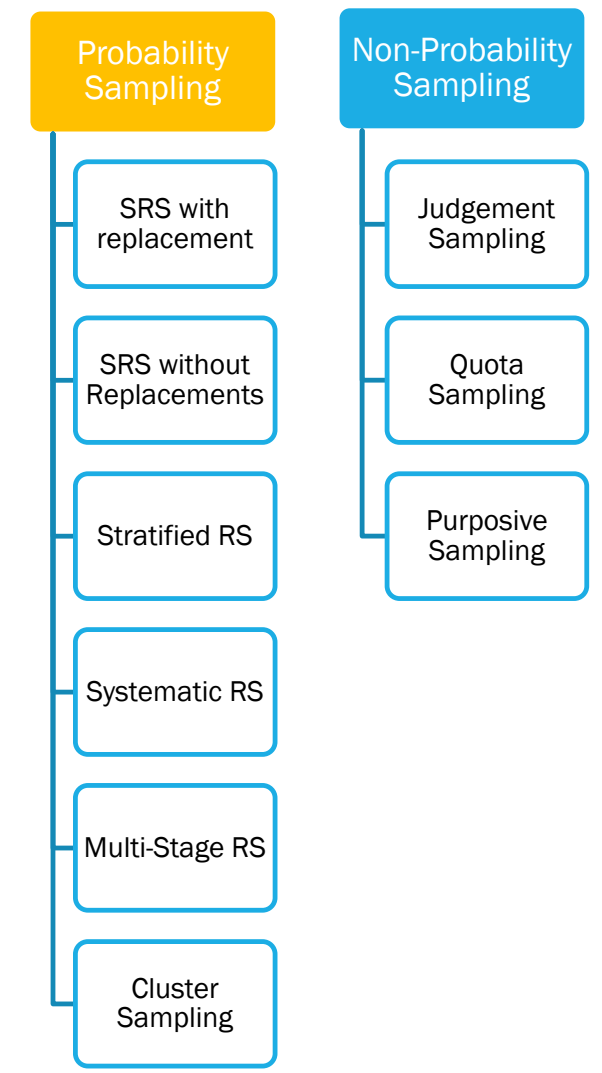 Probability
Sampling
SRS with
replacement
SRS without
Replacements
Stratified RS
Systematic RS
Multi-Stage RS
Cluster
Sampling
Non-Probability
Sampling
Judgement
Sampling
Quota
Sampling
Purposive
Sampling